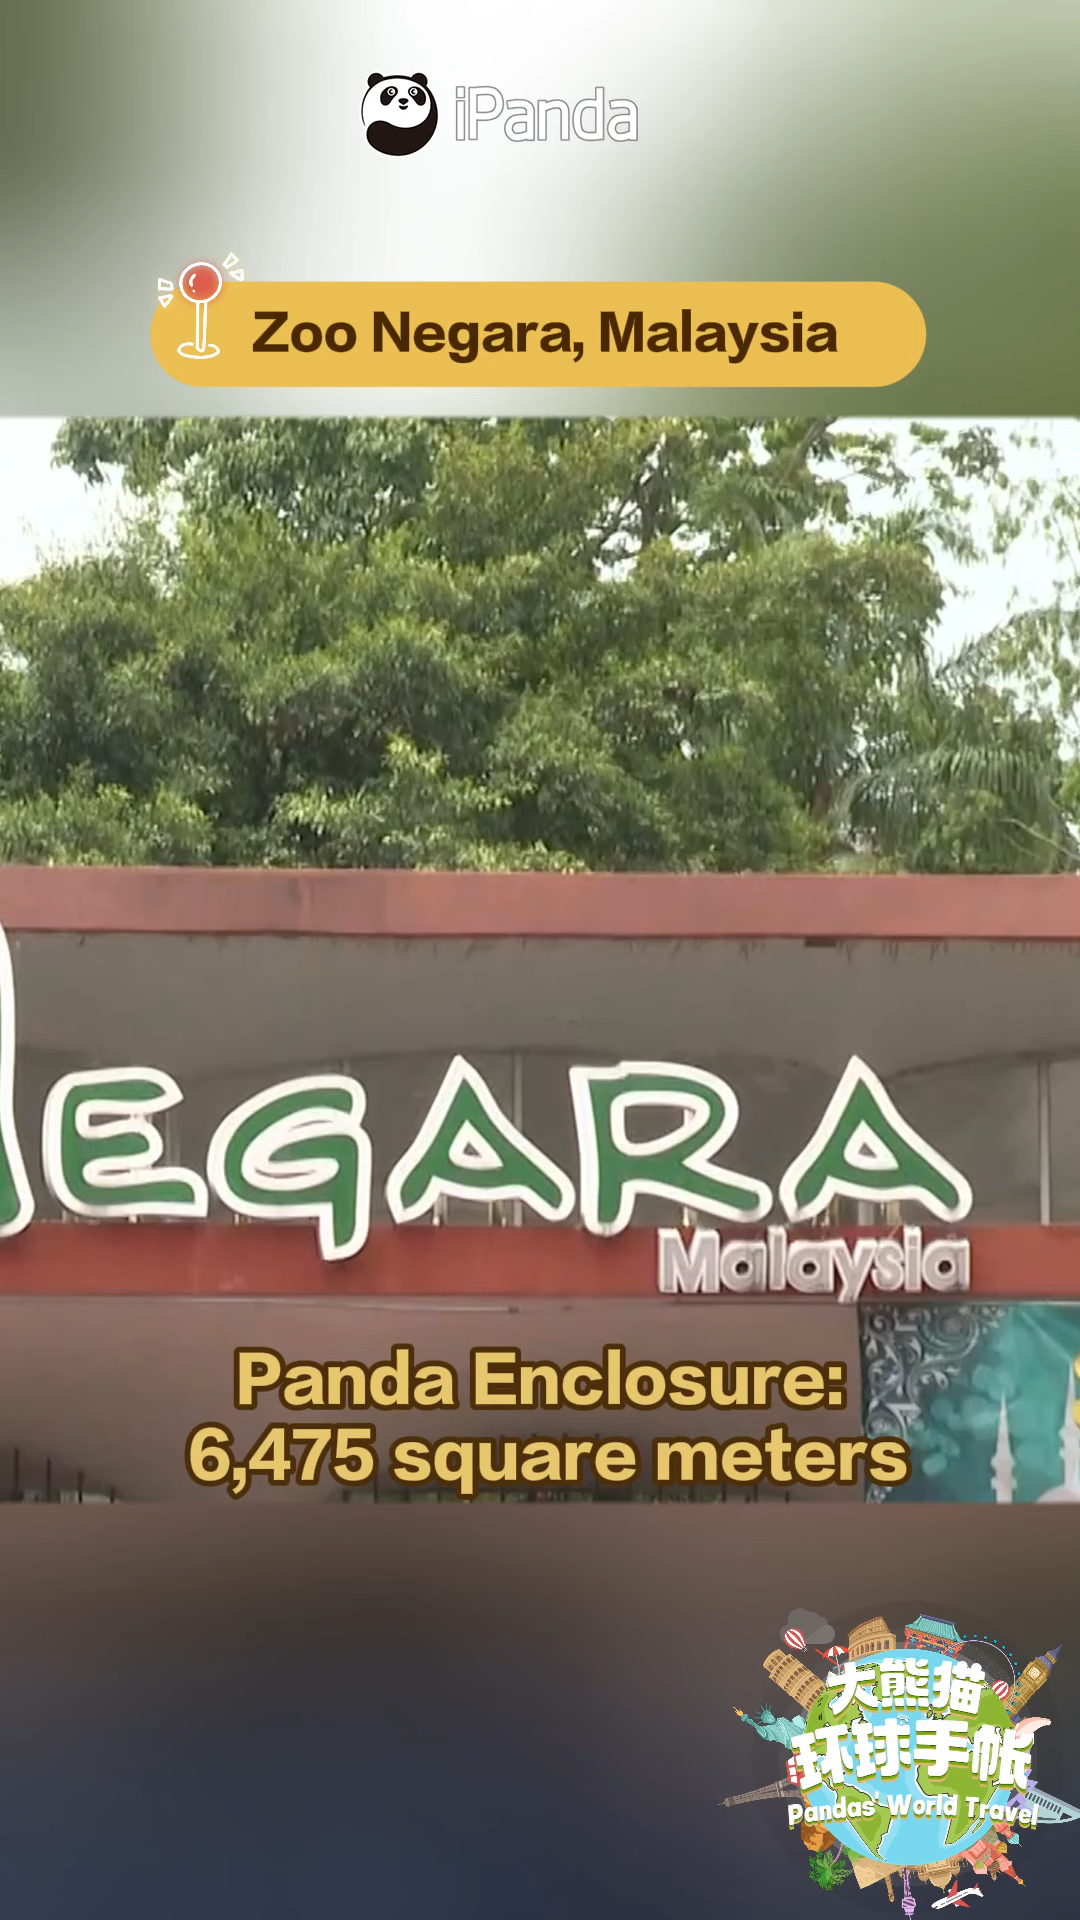 iPanda
Zoo Negara, Malaysia
NEGARA
Malaysia
Panda Enclosure:
6,475 square meters
大熊猫
环球手帐
Pandas' World Travel